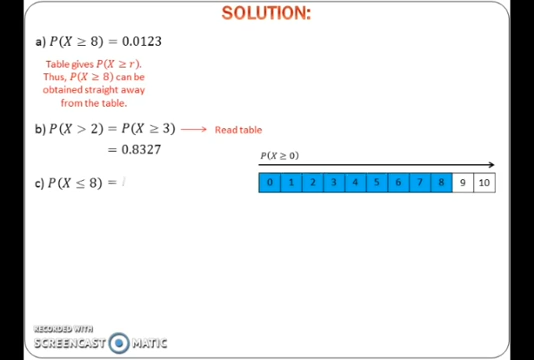 SOLUTION:
a) P(X ≥ 8) = 0.0123
Table gives P(X ≥ r).
Thus, P(X ≥ 8) can be
obtained straight away
from the table.
b) P(X > 2) = P(X ≥ 3) → Read table
= 0.8327
P(X ≥ 0)
c) P(X ≤ 8) =
0 1 2 3 4 5 6 7 8 9 10
RECORDED WITH
SCREENCAST MATIC